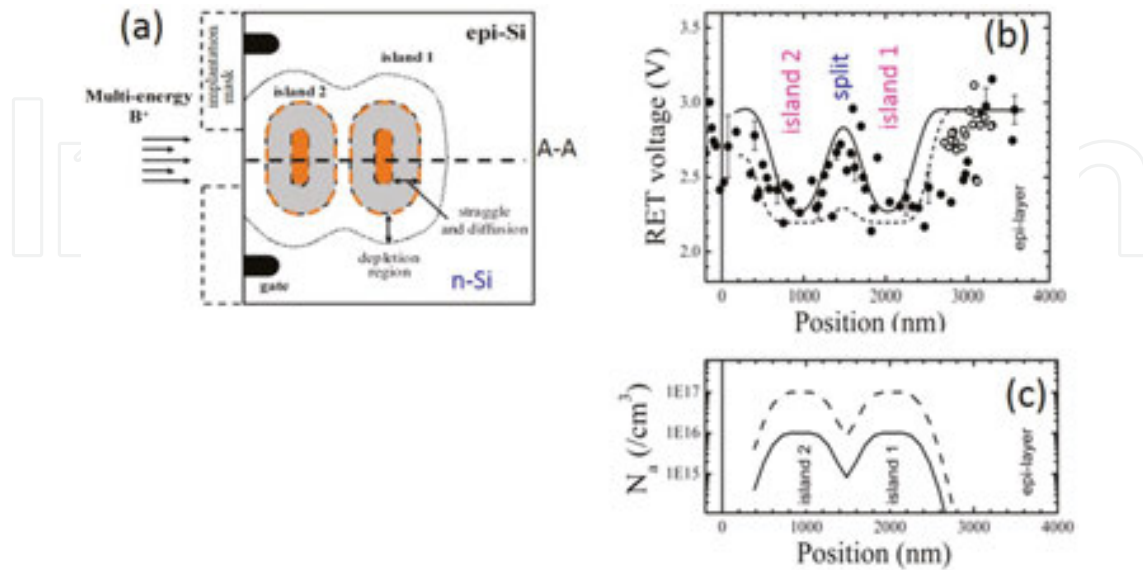 (a)
epi-Si
island 1
implantation
mask
island 2
Multi-energy
B⁺
A-A
straggle
and diffusion
depletion
region
n-Si
gate
(b)
RET voltage (V)
3.5
3.0
2.5
2.0
island 2
split
island 1
epi-layer
0 1000 2000 3000 4000
Position (nm)
(c)
Nₐ (/cm³)
1E17
1E16
1E15
island 2
island 1
epi-layer
0 1000 2000 3000 4000
Position (nm)